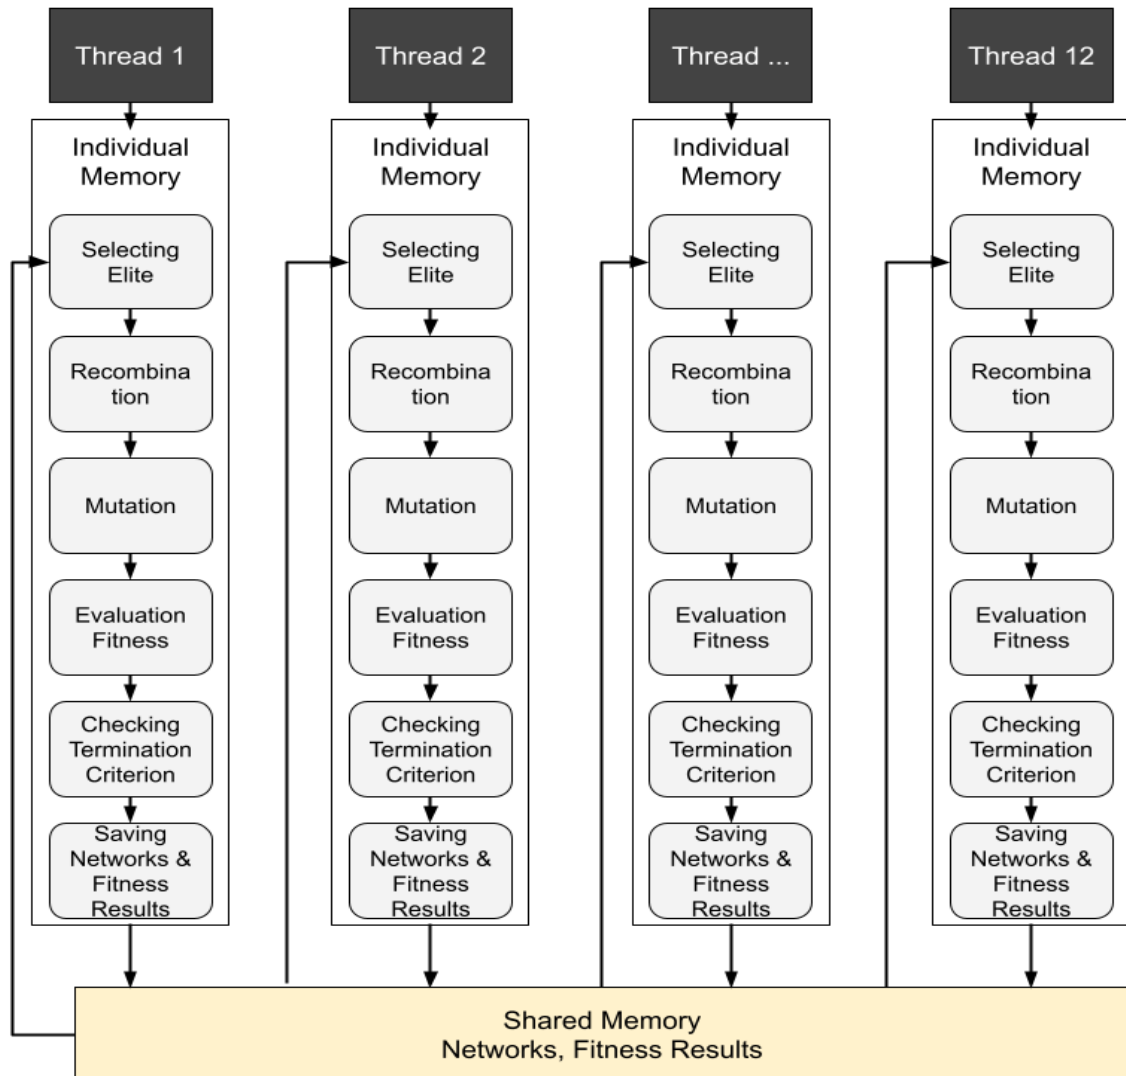 Thread 1
Thread 2
Thread ...
Thread 12
Individual
Memory
Selecting
Elite
Recombina
tion
Mutation
Evaluation
Fitness
Checking
Termination
Criterion
Saving
Networks &
Fitness
Results
Individual
Memory
Selecting
Elite
Recombina
tion
Mutation
Evaluation
Fitness
Checking
Termination
Criterion
Saving
Networks &
Fitness
Results
Individual
Memory
Selecting
Elite
Recombina
tion
Mutation
Evaluation
Fitness
Checking
Termination
Criterion
Saving
Networks &
Fitness
Results
Individual
Memory
Selecting
Elite
Recombina
tion
Mutation
Evaluation
Fitness
Checking
Termination
Criterion
Saving
Networks &
Fitness
Results
Shared Memory
Networks, Fitness Results